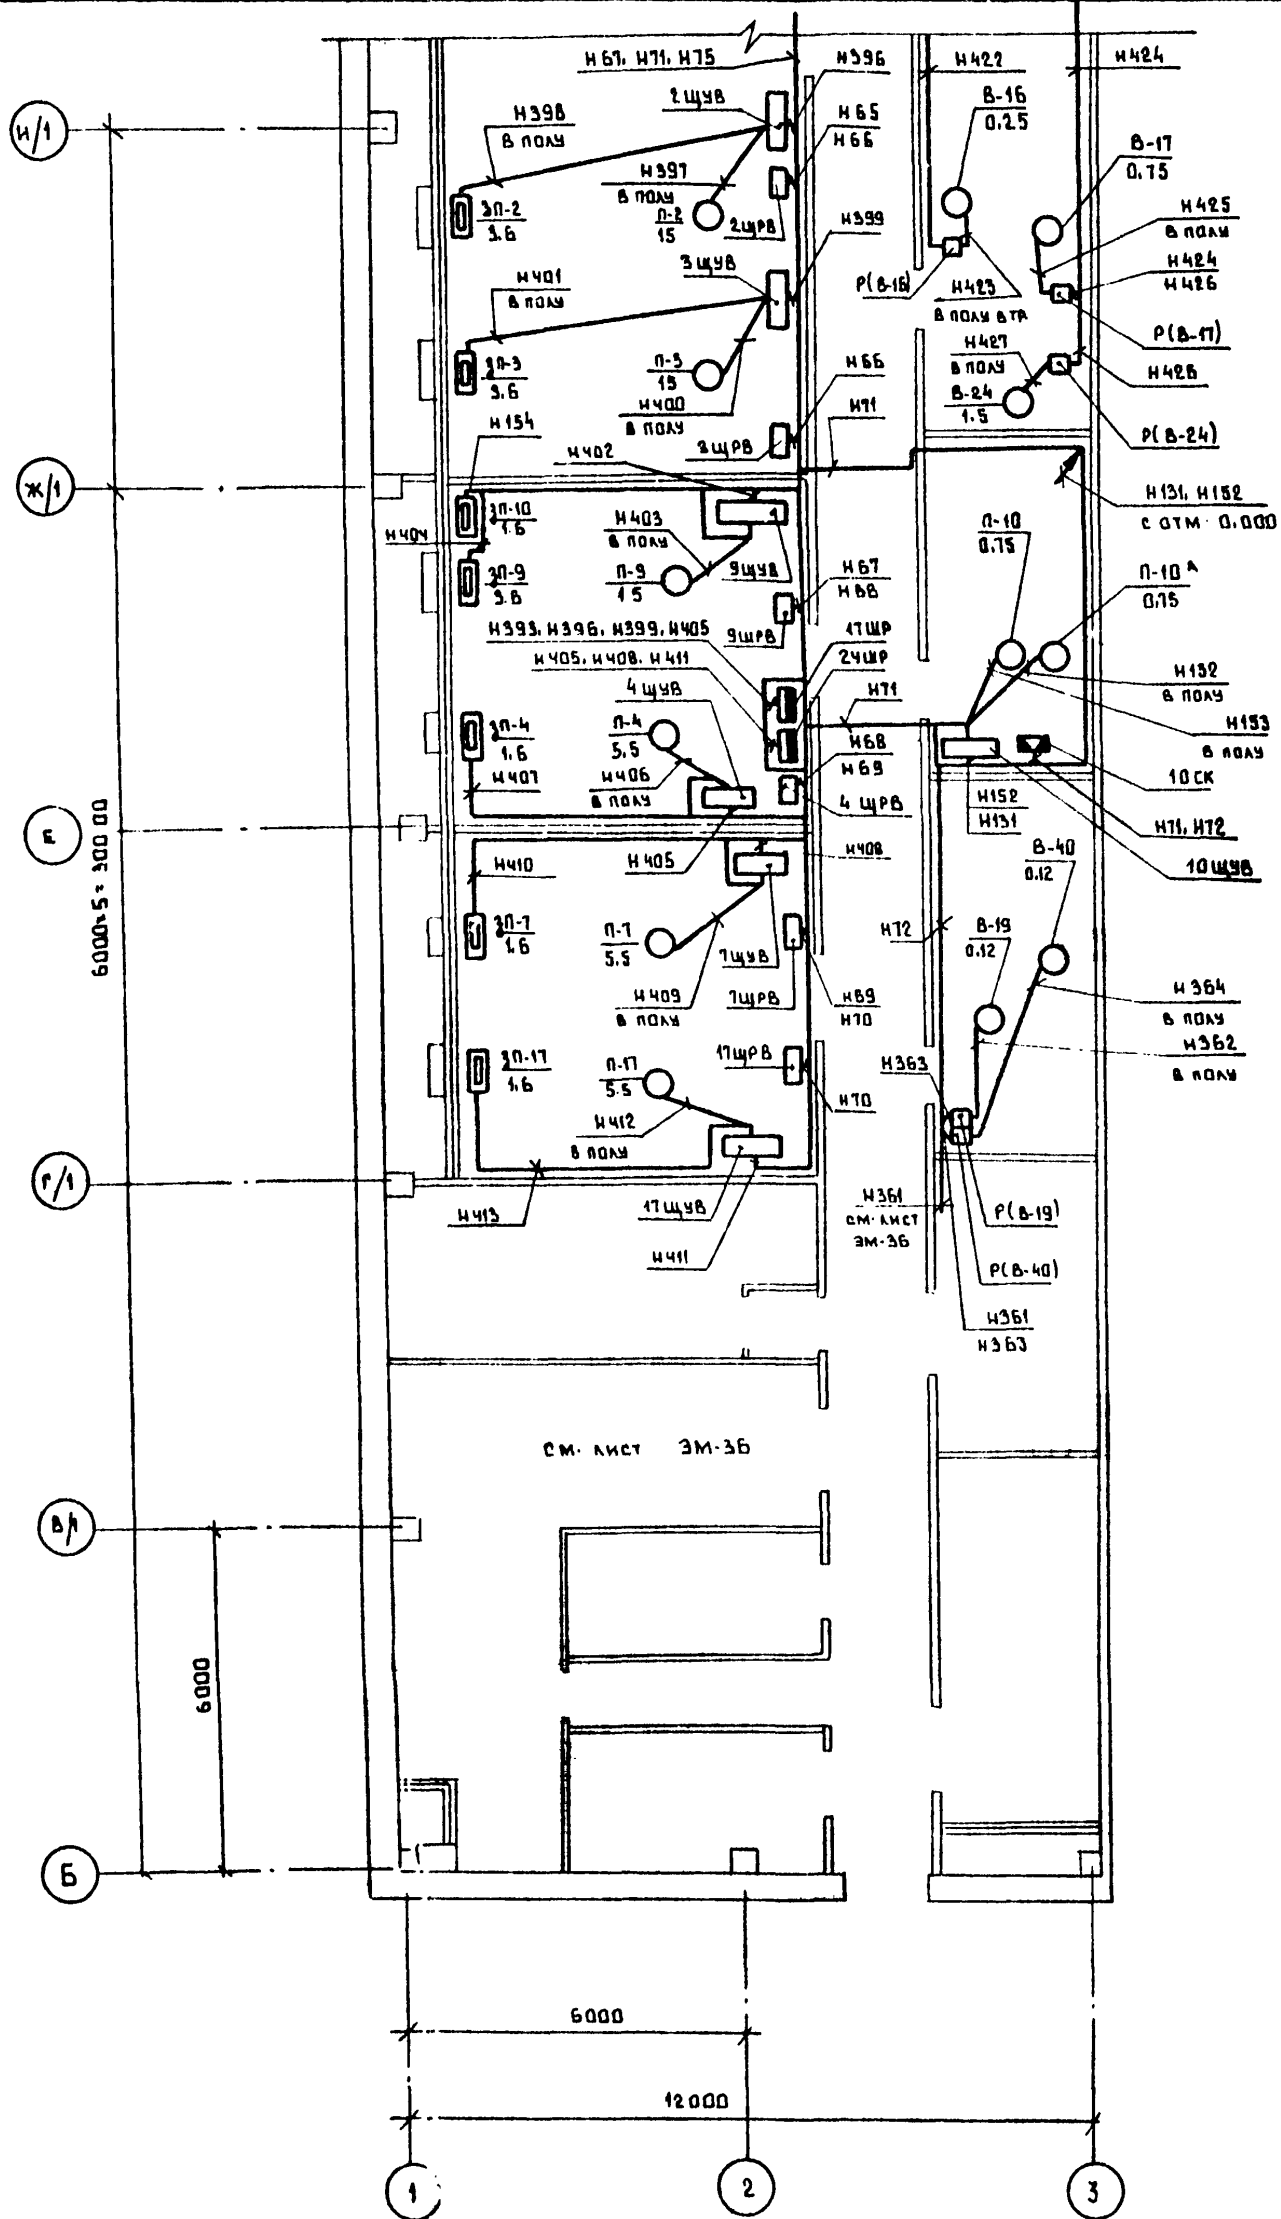 Н67, Н71, Н75
Н396
Н422
Н424
2ЩУВ
Н65
Н66
В-16
0.25
И/1
Н398
В ПОЛУ
В-17
0.75
Н397
В ПОЛУ
П-2
15
2ЩРВ
ЗП-2
3.6
Н399
Н425
В ПОЛУ
3ЩУВ
Н401
В ПОЛУ
Р(В-16)
Н423
В ПОЛУ В ТР
Н424
Н426
Р(В-17)
Н427
В ПОЛУ
Н426
ЗП-3
3.6
П-3
15
Н66
В-24
1.5
Н400
В ПОЛУ
Н71
Н154
3ЩРВ
Р(В-24)
Н402
Ж/1
Н131, Н152
С ОТМ. 0.000
ЗП-10
1.6
Н403
В ПОЛУ
Н404
9ЩУВ
П-10
0.75
ЗП-9
3.6
П-9
15
Н67
Н68
П-10А
0.75
9ЩРВ
Н393, Н396, Н399, Н405
17ШР
Н405, Н408, Н411
24ШР
Н132
В ПОЛУ
4ЩУВ
Н71
ЗП-4
1.6
П-4
5.5
Н153
В ПОЛУ
Н68
Н69
Н407
Н406
В ПОЛУ
10СК
4ЩРВ
Н152
Н131
Н71, Н72
Е
Н408
В-40
0.12
Н410
Н405
10ЩУВ
6000×5=30000
ЗП-7
1.6
П-7
5.5
Н72
В-19
0.12
7ЩУВ
Н409
В ПОЛУ
7ЩРВ
Н69
Н70
Н364
В ПОЛУ
Н362
В ПОЛУ
ЗП-17
1.6
П-17
5.5
17ЩРВ
Н363
Н70
Н412
В ПОЛУ
Г/1
Н413
17ЩУВ
Н361
СМ. ЛИСТ
ЭМ-36
Р(В-19)
Н411
Р(В-40)
Н361
Н363
СМ. ЛИСТ ЭМ-36
В/1
6000
Б
6000
12000
1
2
3